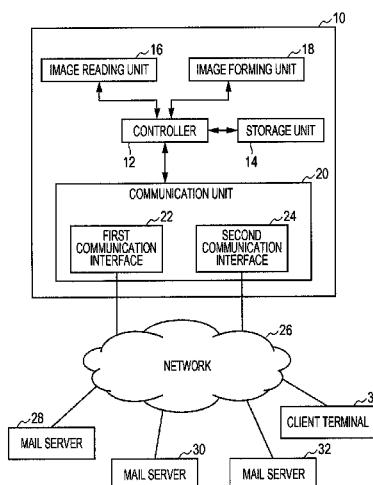 10
16
18
IMAGE READING UNIT
IMAGE FORMING UNIT
CONTROLLER
STORAGE UNIT
12
14
20
COMMUNICATION UNIT
22
24
FIRST
COMMUNICATION
INTERFACE
SECOND
COMMUNICATION
INTERFACE
26
NETWORK
28
MAIL SERVER
30
MAIL SERVER
32
MAIL SERVER
CLIENT TERMINAL